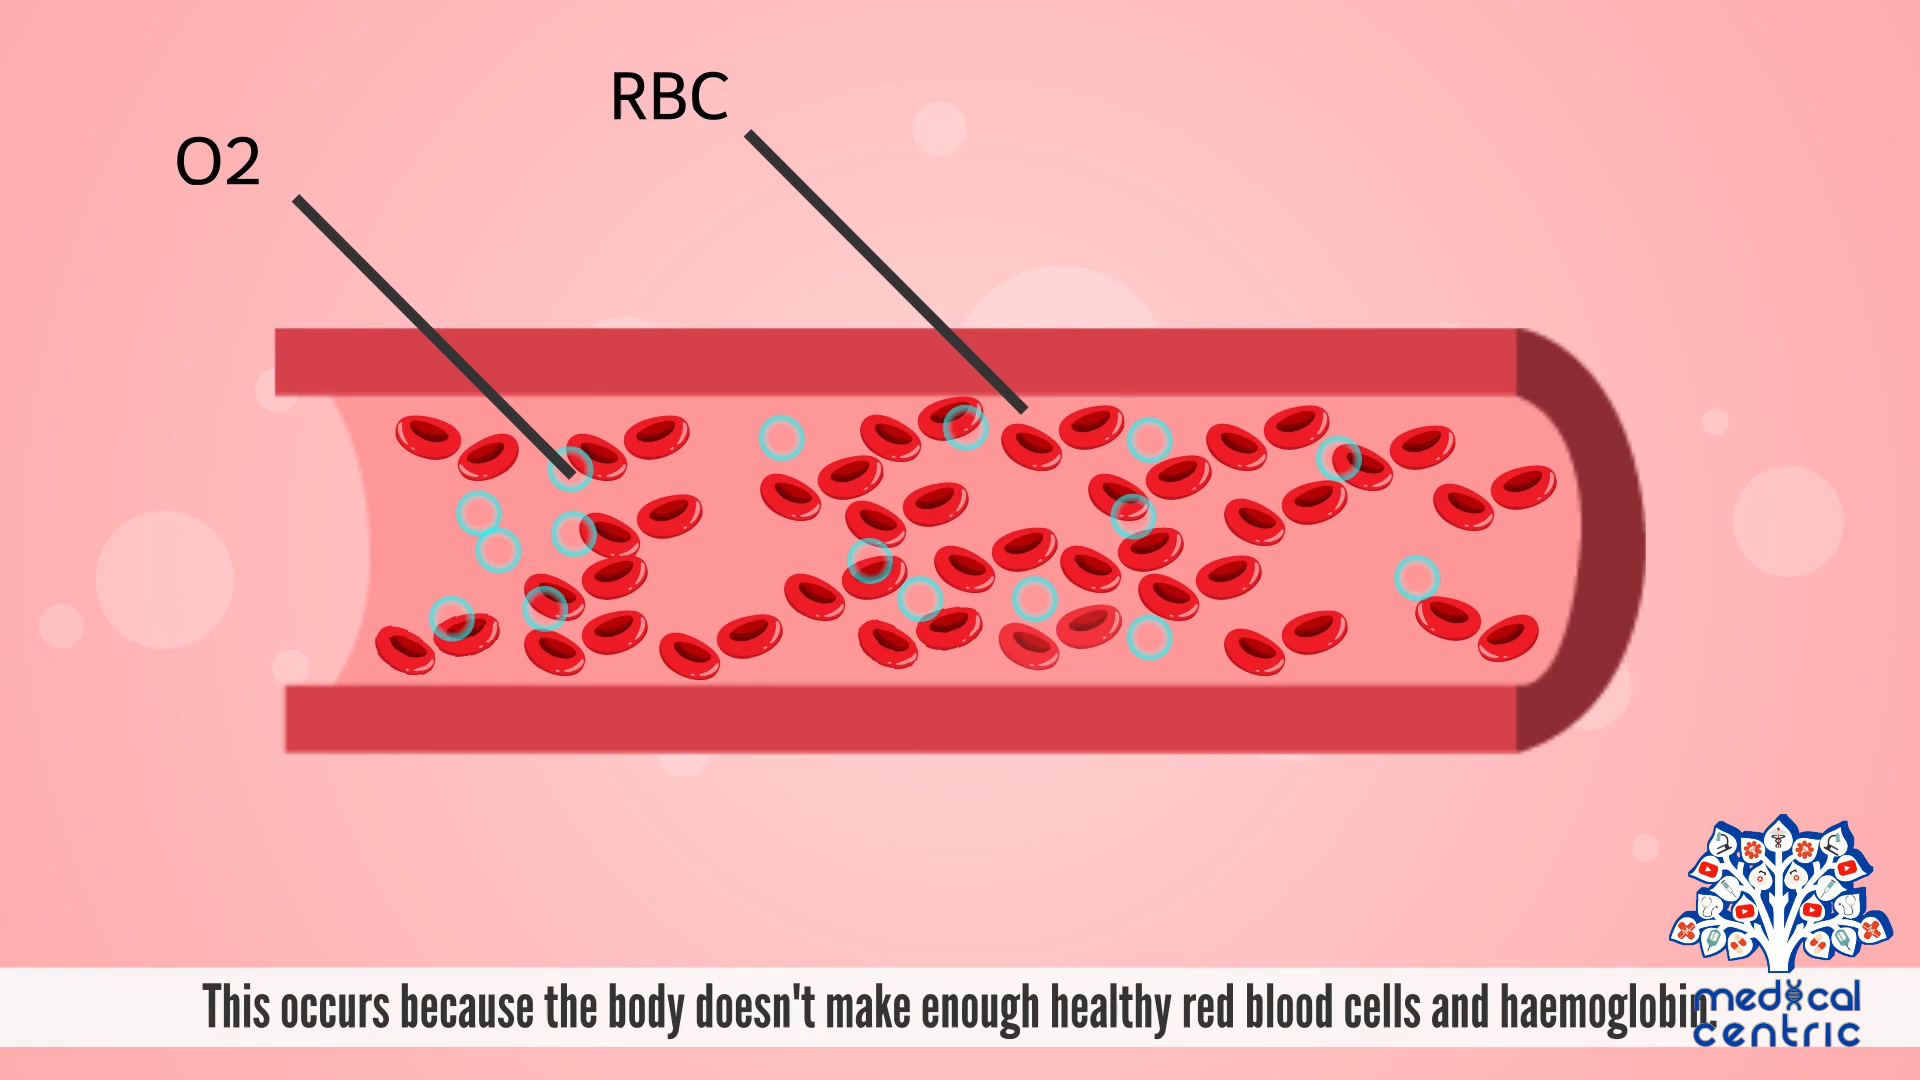 RBC
O2
This occurs because the body doesn't make enough healthy red blood cells and haemoglobin.
medical
centric